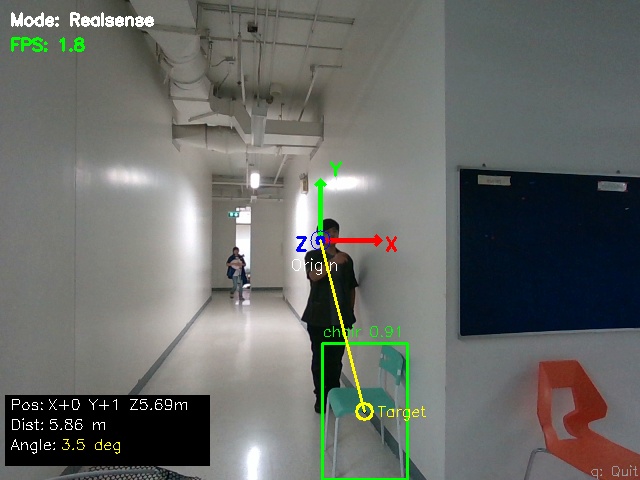 Mode: Realsense
FPS: 1.8
Y
Z
X
Origin
chair 0.91
Target
Pos: X+0 Y+1 Z5.69m
Dist: 5.86 m
Angle: 3.5 deg
q: Quit